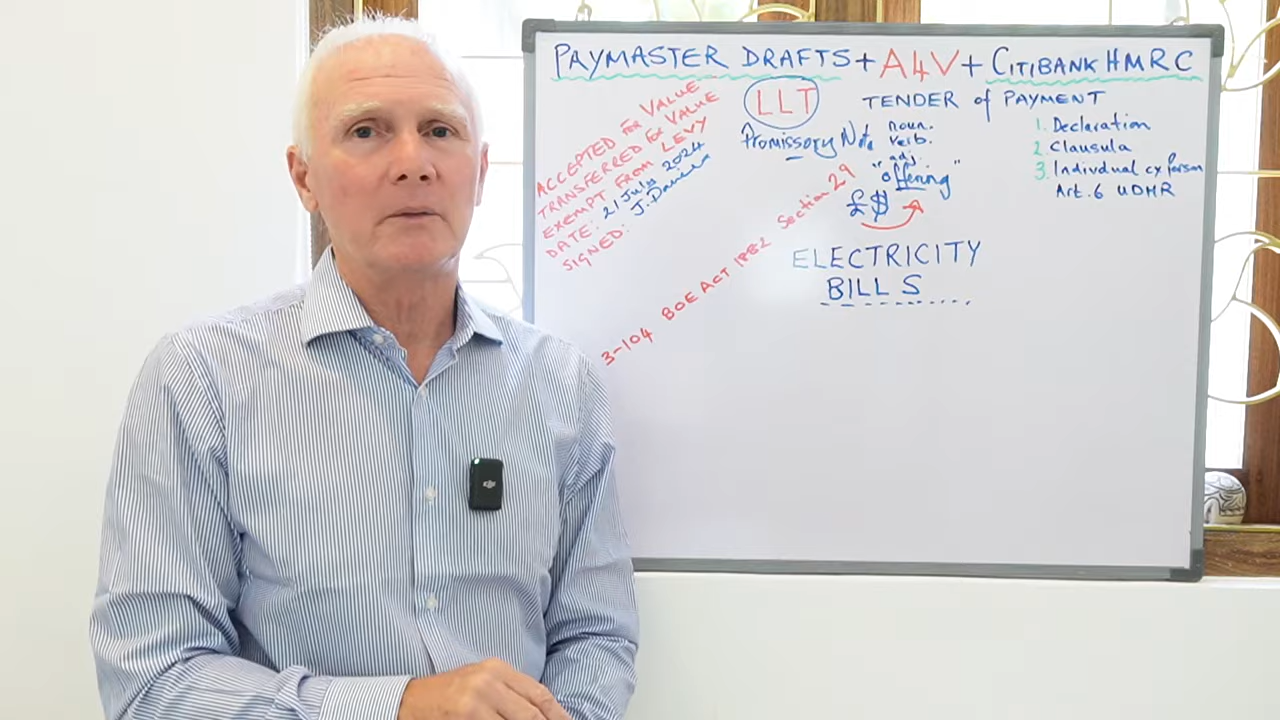 PAYMASTER DRAFTS + A4V + CITIBANK HMRC
ACCEPTED FOR VALUE
TRANSFERRED FOR VALUE
EXEMPT FROM LEVY
DATE: 21 July 2024
SIGNED: J. Davies
LLT
Promissory Note
TENDER of PAYMENT
noun.
verb.
"adj.
offering"
£$
1. Declaration
2. Clausula
3. Individual
Art. 6 UDHR
3-104 BOE ACT 1882 Section 29
ELECTRICITY
BILLS
dji